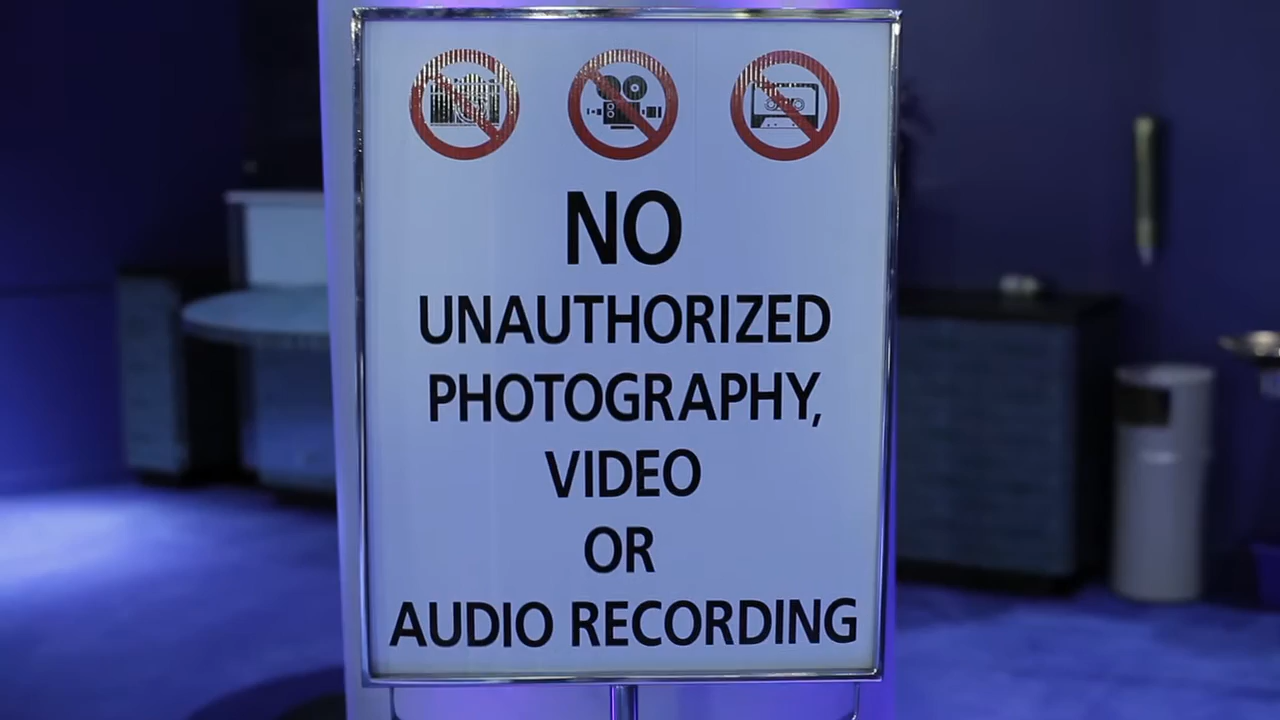 NO
UNAUTHORIZED
PHOTOGRAPHY,
VIDEO
OR
AUDIO RECORDING